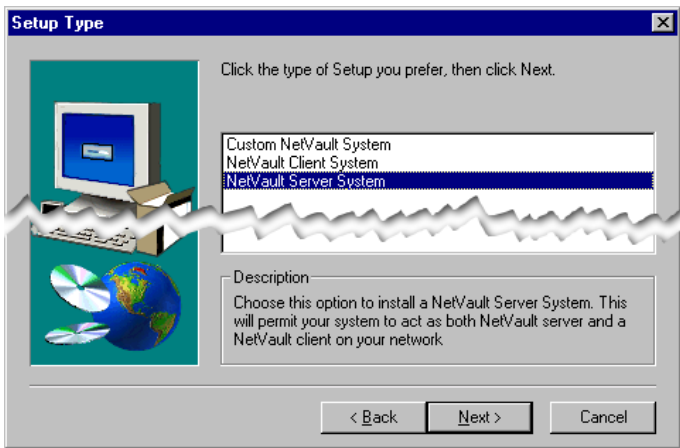 Setup Type
Click the type of Setup you prefer, then click Next.
Custom NetVault System
NetVault Client System
NetVault Server System
Description
Choose this option to install a NetVault Server System. This
will permit your system to act as both NetVault server and a
NetVault client on your network
< Back
Next >
Cancel